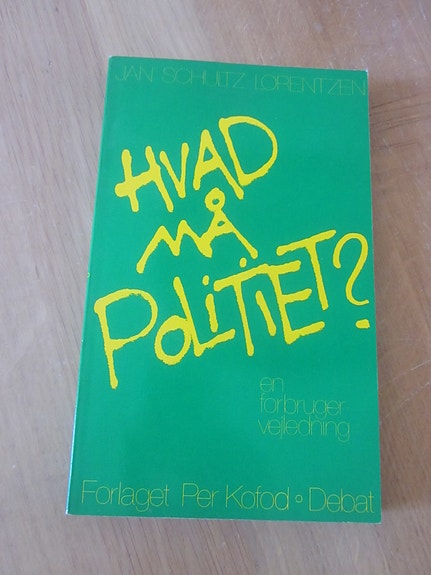 JAN SCHULTZ LORENTZEN
HVAD
MÅ
POLITIET?
en
forbruger
vejledning
Forlaget Per Kofod • Debat